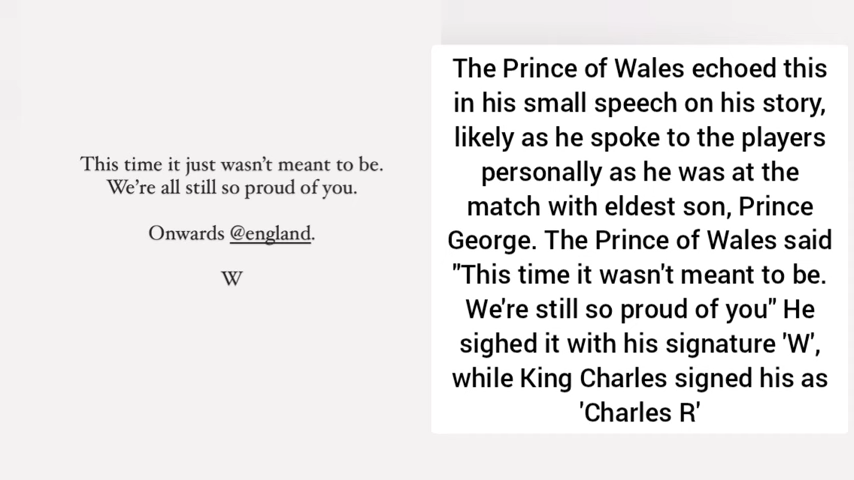 This time it just wasn't meant to be.
We're all still so proud of you.
Onwards @england.
W
The Prince of Wales echoed this
in his small speech on his story,
likely as he spoke to the players
personally as he was at the
match with eldest son, Prince
George. The Prince of Wales said
"This time it wasn't meant to be.
We're still so proud of you" He
sighed it with his signature 'W',
while King Charles signed his as
'Charles R'